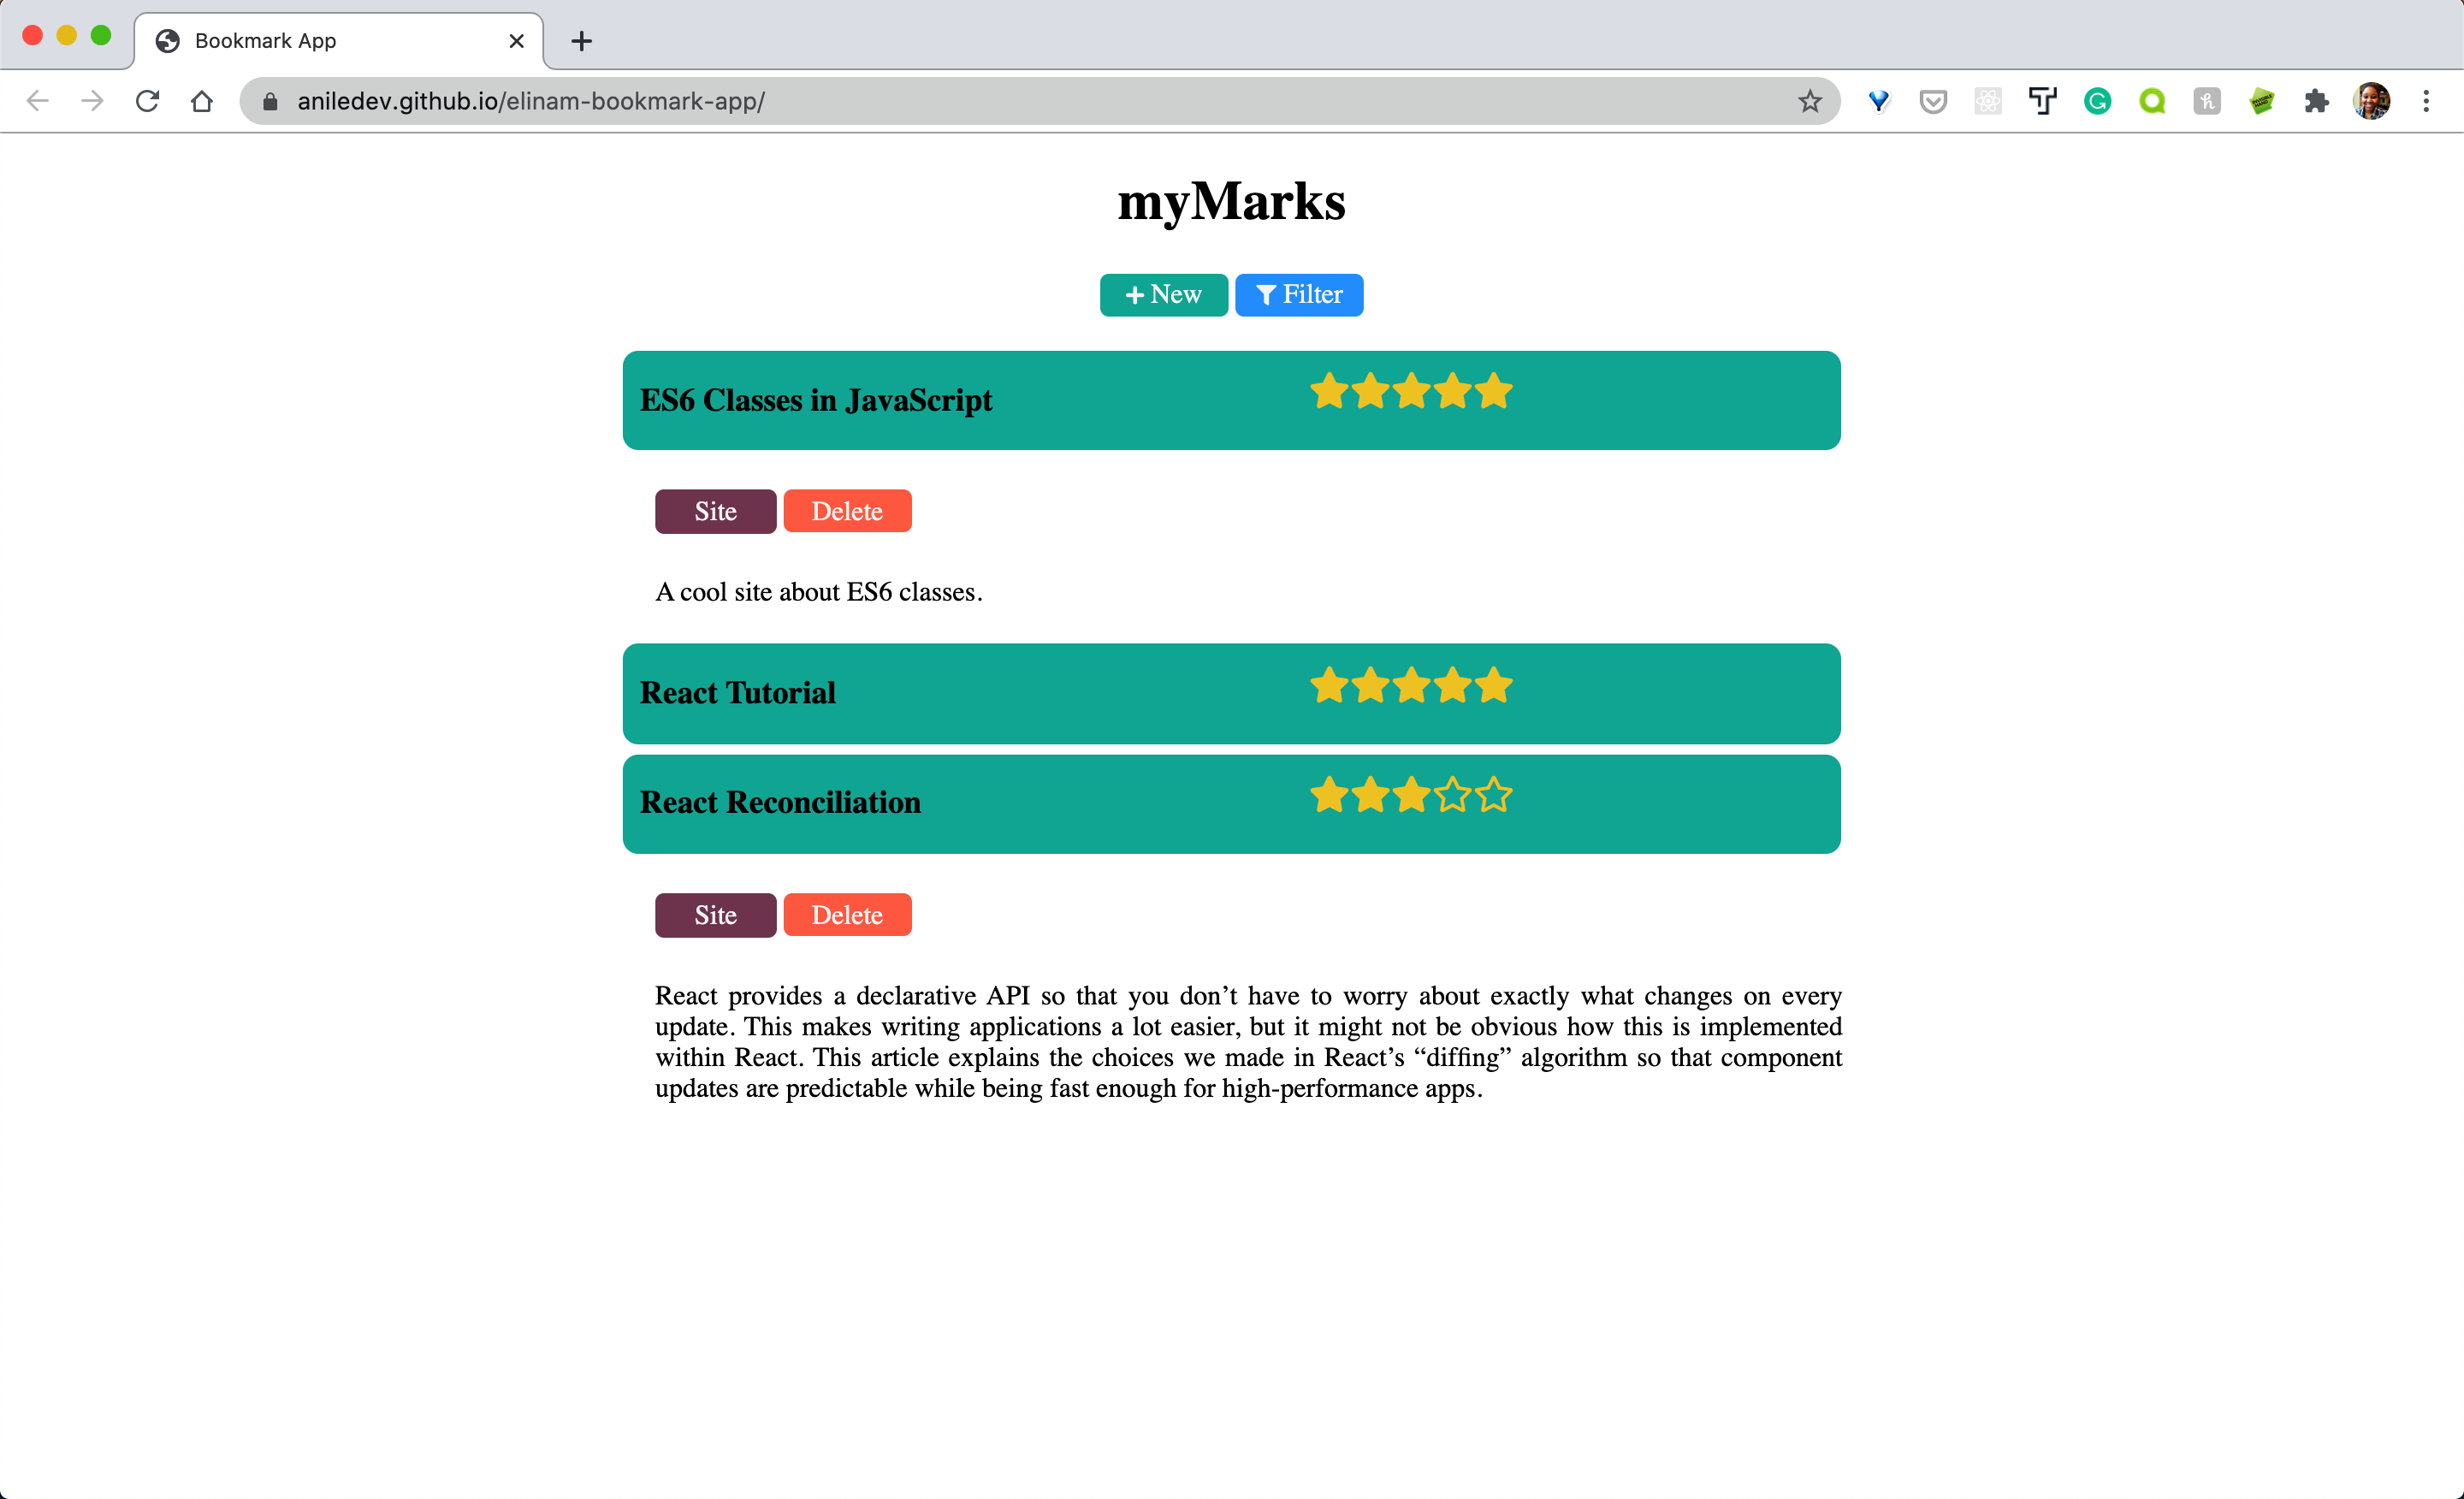 Bookmark App
aniledev.github.io/elinam-bookmark-app/
myMarks
New Filter
ES6 Classes in JavaScript
Site Delete
A cool site about ES6 classes.
React Tutorial
React Reconciliation
Site Delete
React provides a declarative API so that you don’t have to worry about exactly what changes on every
update. This makes writing applications a lot easier, but it might not be obvious how this is implemented
within React. This article explains the choices we made in React’s “diffing” algorithm so that component
updates are predictable while being fast enough for high-performance apps.